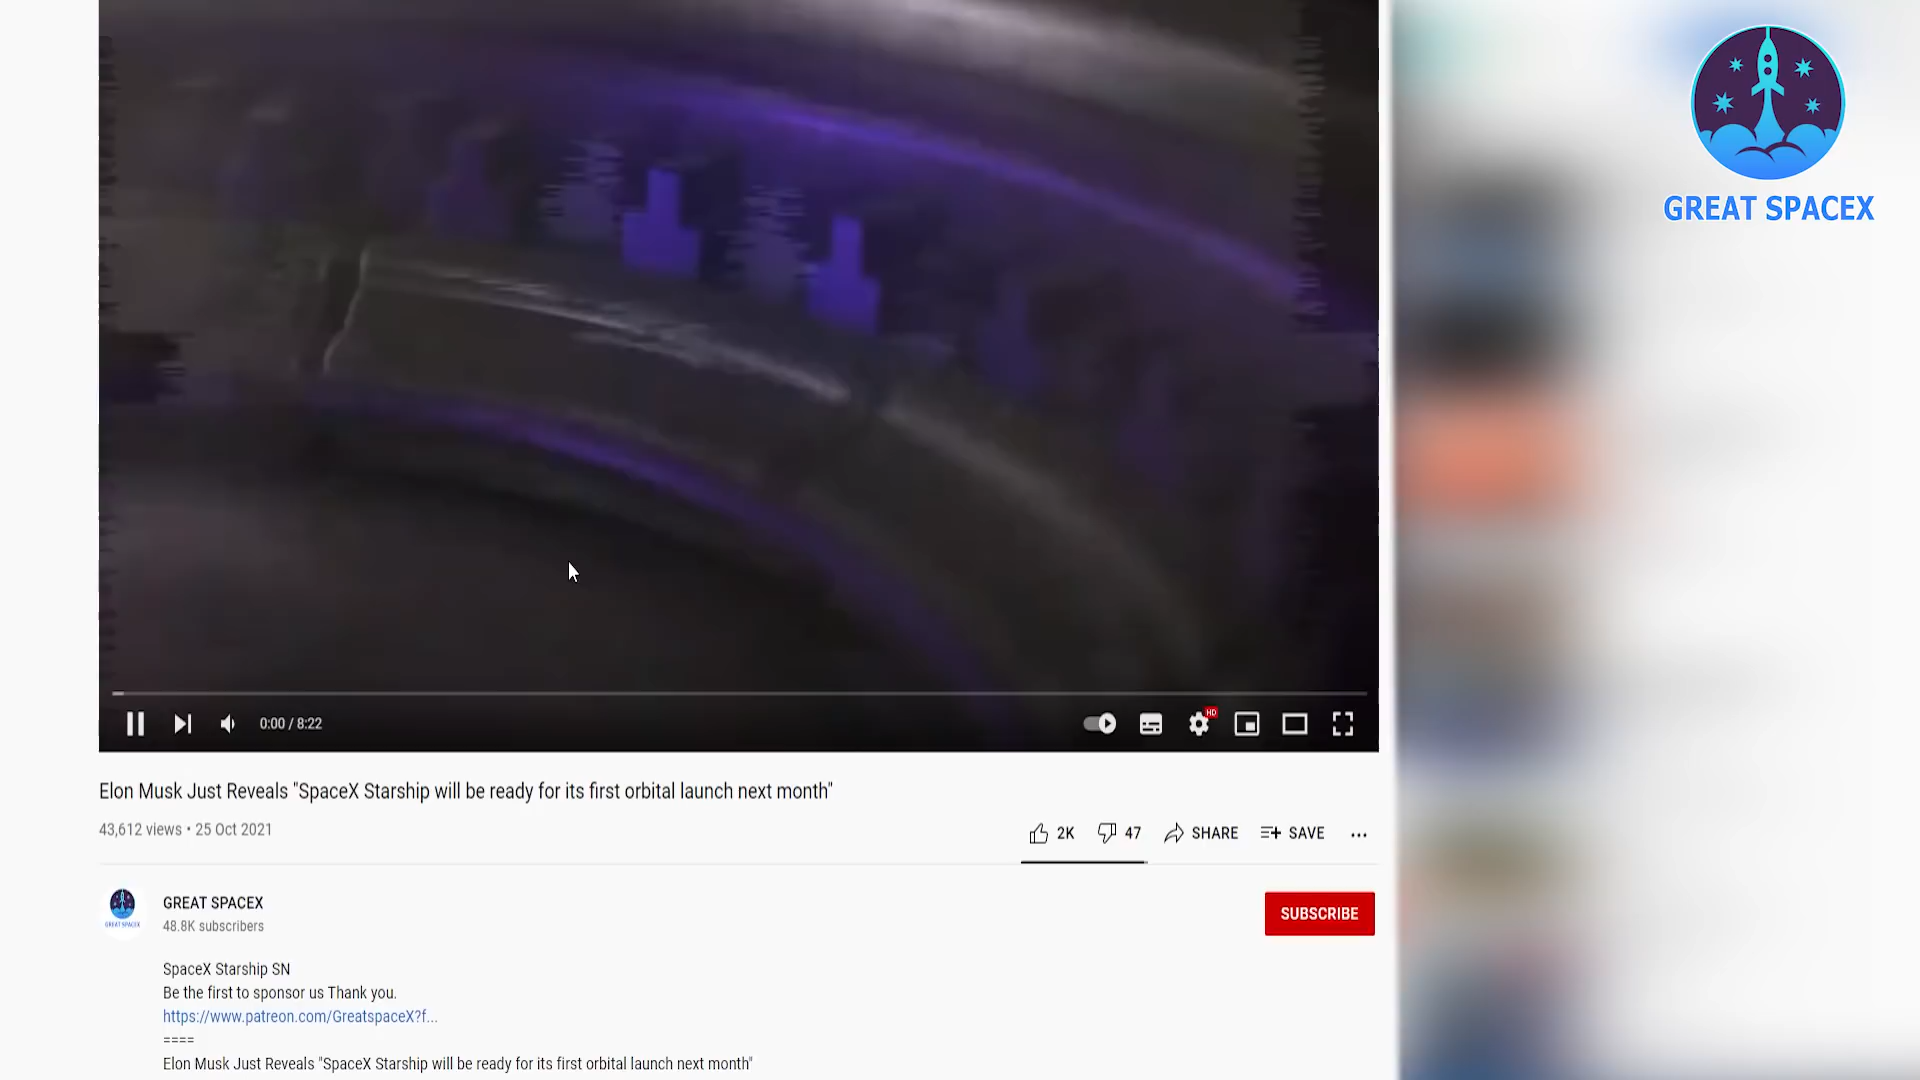 GREAT SPACEX
HD
0:00 / 8:22
Elon Musk Just Reveals "SpaceX Starship will be ready for its first orbital launch next month"
43,612 views • 25 Oct 2021
2K
47
SHARE
SAVE
GREAT SPACEX
GREAT SPACEX
48.8K subscribers
SUBSCRIBE
SpaceX Starship SN
Be the first to sponsor us Thank you.
https://www.patreon.com/GreatspaceX?f...
====
Elon Musk Just Reveals "SpaceX Starship will be ready for its first orbital launch next month"